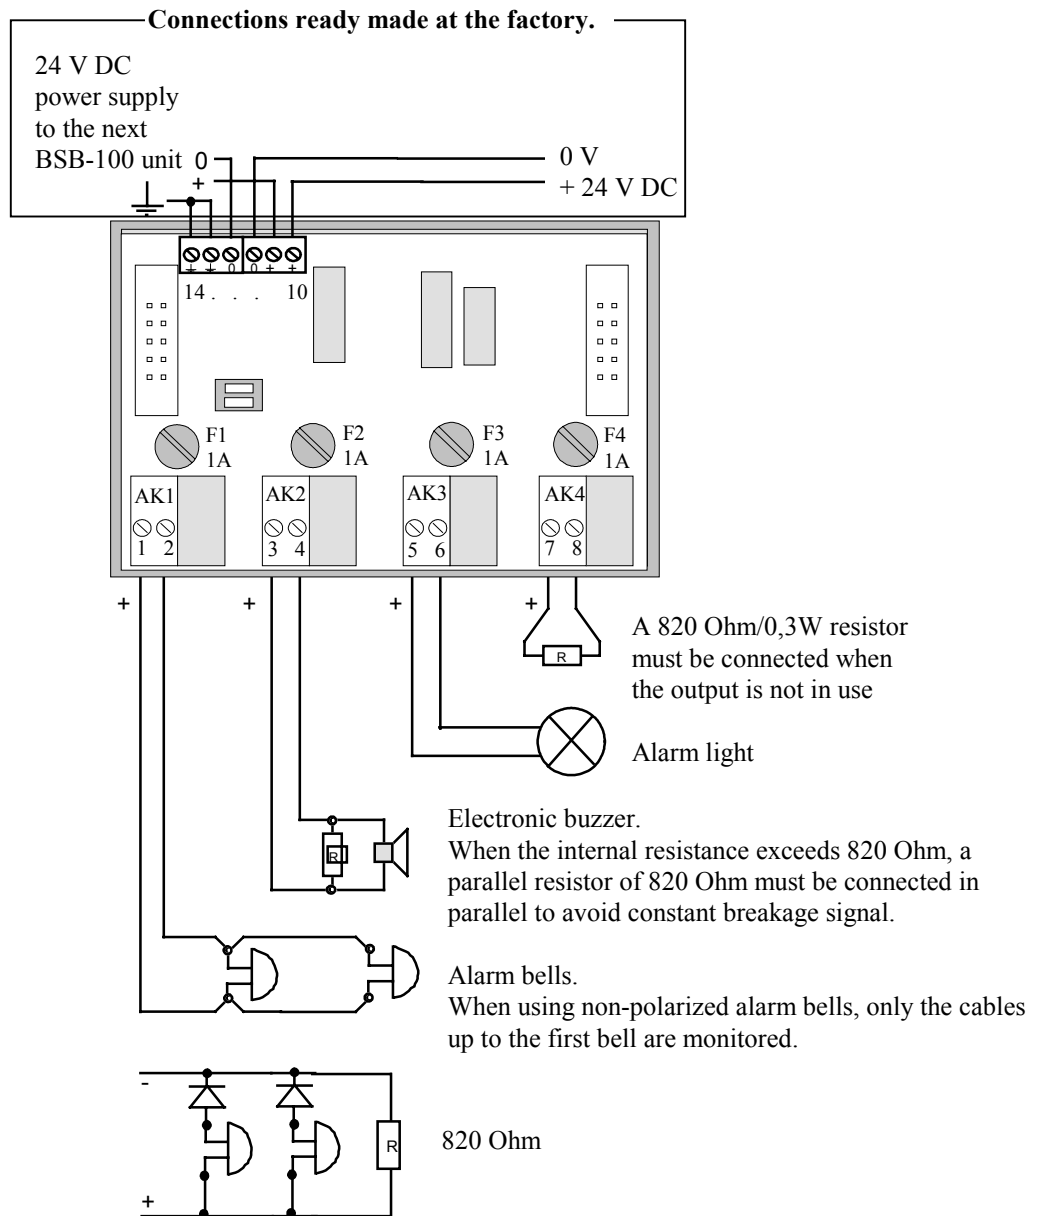 Connections ready made at the factory.
24 V DC
power supply
to the next
BSB-100 unit
0
+
0 V
+ 24 V DC
0 0 + +
14 . . . 10
F1
1A
F2
1A
F3
1A
F4
1A
AK1
AK2
AK3
AK4
1 2
3 4
5 6
7 8
+
+
+
+
R
A 820 Ohm/0,3W resistor
must be connected when
the output is not in use
Alarm light
R
Electronic buzzer.
When the internal resistance exceeds 820 Ohm, a
parallel resistor of 820 Ohm must be connected in
parallel to avoid constant breakage signal.
Alarm bells.
When using non-polarized alarm bells, only the cables
up to the first bell are monitored.
-
R
820 Ohm
+